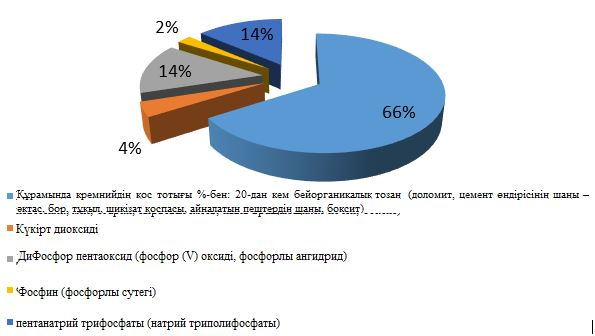 2%
14%
14%
66%
4%
Құрамында кремнийдің қос тотығы %-бен: 20-дан кем бейорганикалық тозаң (доломит, цемент өндірісінің шаңы –
әктас, бор, тұқыл, шикізат қоспасы, айналатын пештердің шаңы, боксит)
Күкірт диоксиді
ДиФосфор пентаоксид (фосфор (V) оксиді, фосфорлы ангидрид)
Фосфин (фосфорлы сутегі)
пентанатрий трифосфаты (натрий триполифосфаты)